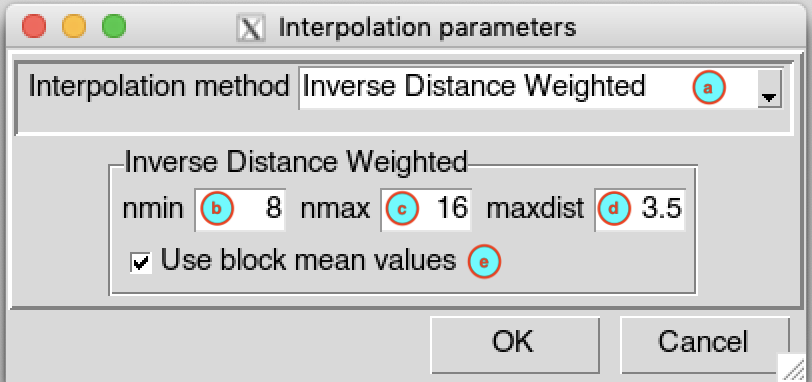 Interpolation parameters
Interpolation method Inverse Distance Weighted a
Inverse Distance Weighted
nmin b 8 nmax c 16 maxdist d 3.5
Use block mean values e
OK Cancel